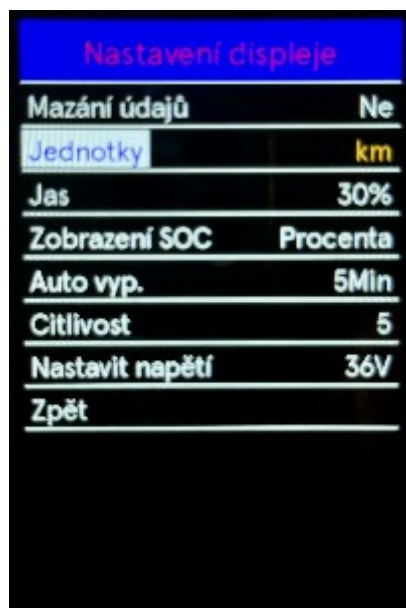 Nastavení displeje
Mazání údajů Ne
Jednotky km
Jas 30%
Zobrazení SOC Procenta
Auto vyp. 5Min
Citlivost 5
Nastavit napětí 36V
Zpět